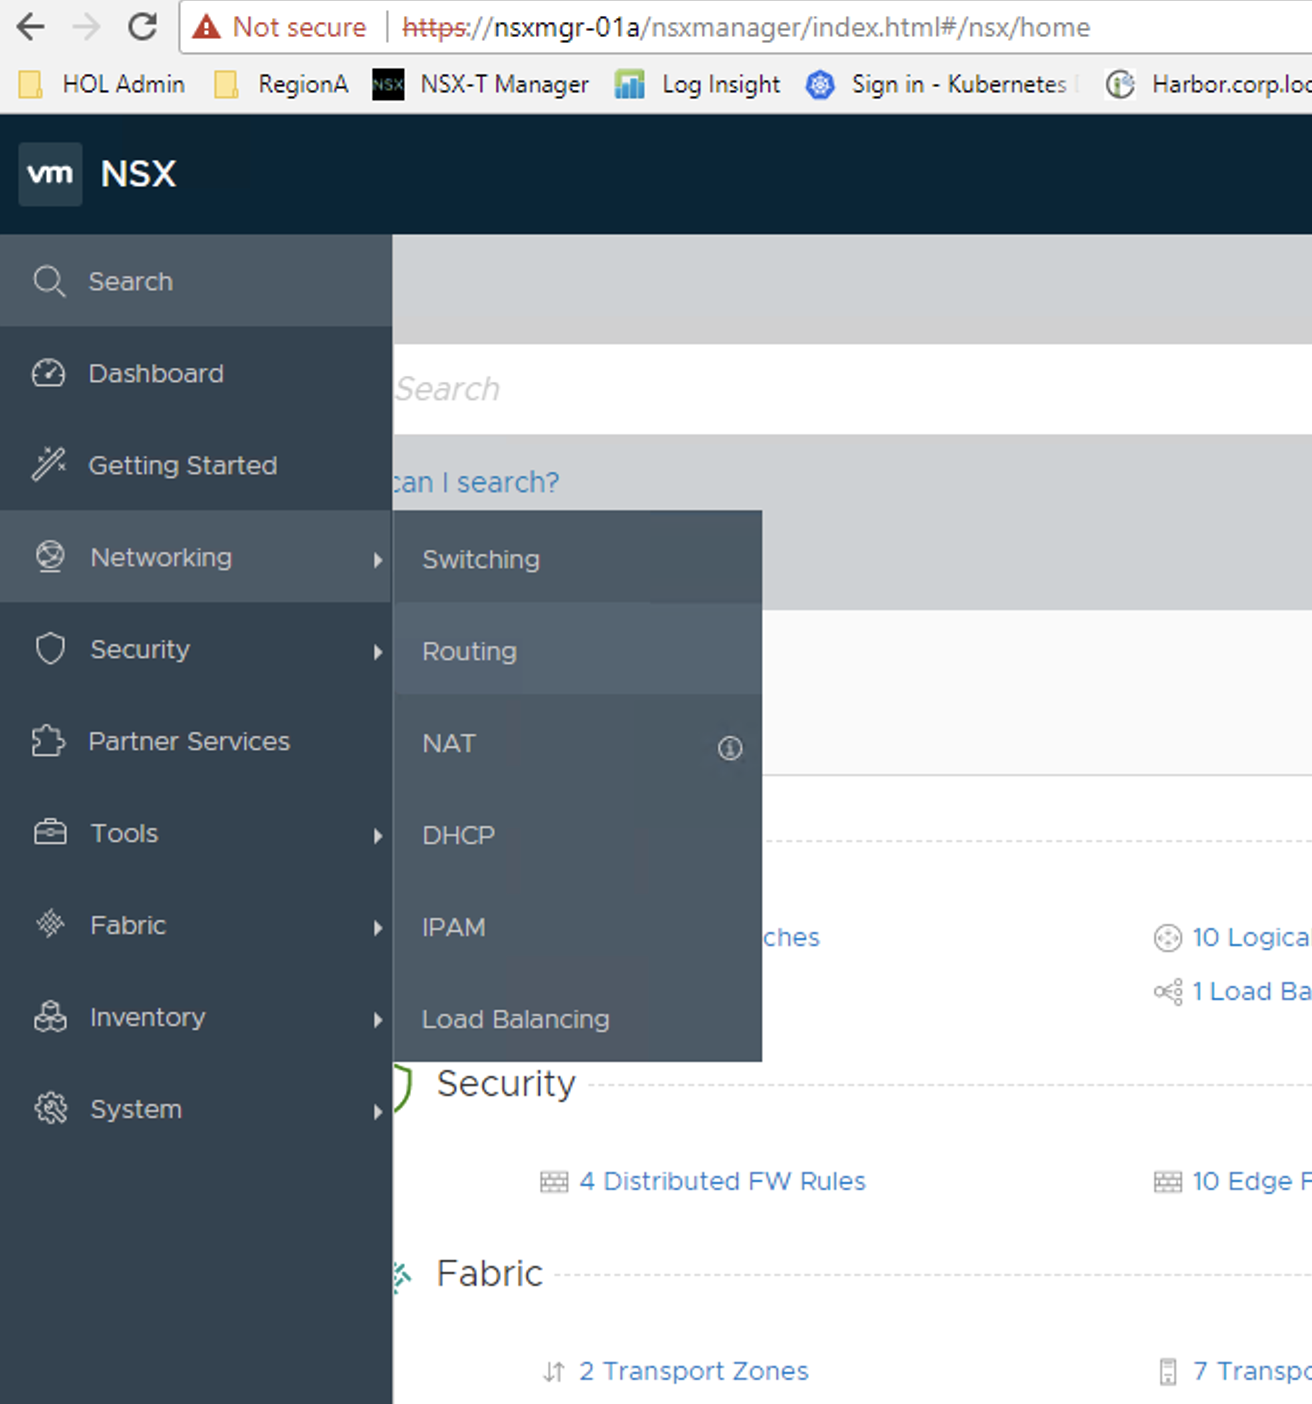 Not secure https://nsxmgr-01a/nsxmanager/index.html#/nsx/home
HOL Admin RegionA NSX NSX-T Manager Log Insight Sign in - Kubernetes Harbor.corp.loc
vm NSX
Search
Dashboard
Getting Started
Networking
Security
Partner Services
Tools
Fabric
Inventory
System
Search
can I search?
Switching
Routing
NAT
DHCP
IPAM
Load Balancing
ches
10 Logical
1 Load Ba
Security
4 Distributed FW Rules
10 Edge F
Fabric
2 Transport Zones
7 Transpo